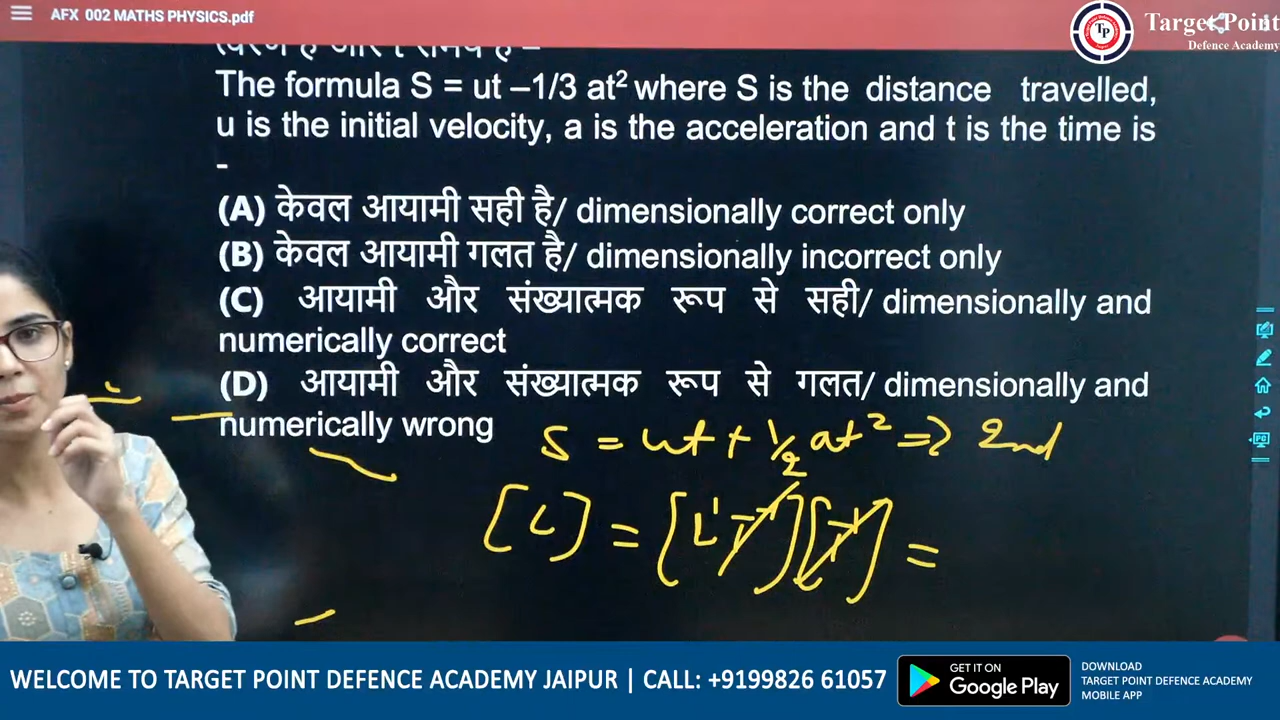 AFX 002 MATHS PHYSICS.pdf
Target Point
Defence Academy
TP
The formula S = ut –1/3 at² where S is the distance travelled,
u is the initial velocity, a is the acceleration and t is the time is
-
(A) केवल आयामी सही है/ dimensionally correct only
(B) केवल आयामी गलत है/ dimensionally incorrect only
(C) आयामी और संख्यात्मक रूप से सही/ dimensionally and
numerically correct
(D) आयामी और संख्यात्मक रूप से गलत/ dimensionally and
numerically wrong
S = ut + 1/2 at² => 2nd
[L] = [L¹T⁻¹][T¹] =
WELCOME TO TARGET POINT DEFENCE ACADEMY JAIPUR | CALL: +9199826 61057
GET IT ON
Google Play
DOWNLOAD
TARGET POINT DEFENCE ACADEMY
MOBILE APP